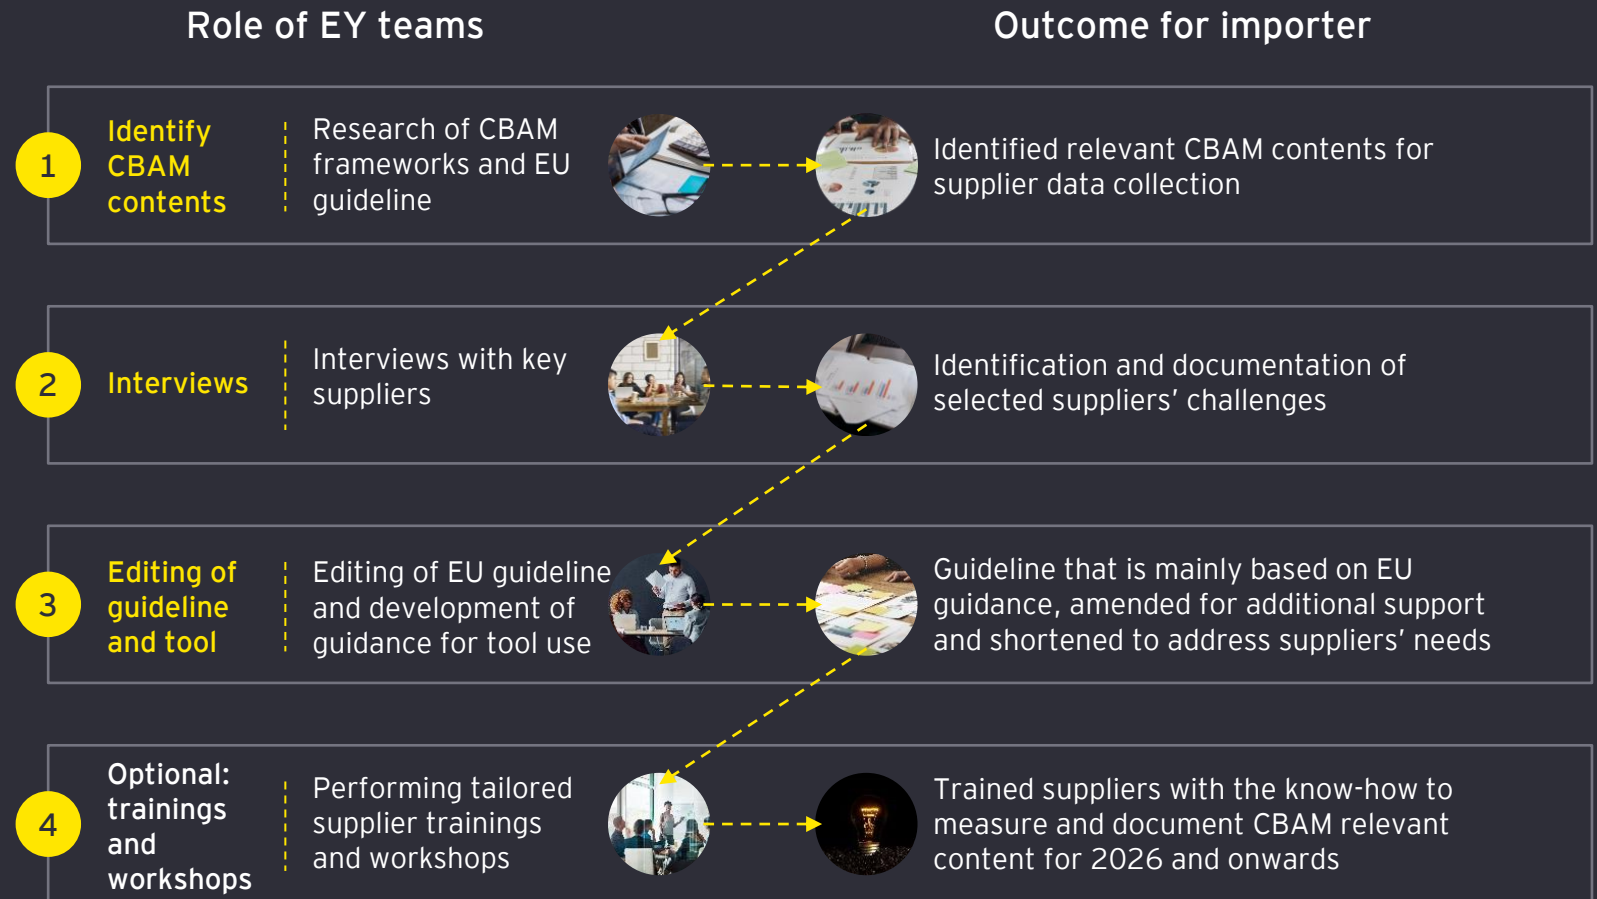 Role of EY teams
Outcome for importer
1
Identify
CBAM
contents
Research of CBAM
frameworks and EU
guideline
Identified relevant CBAM contents for
supplier data collection
2
Interviews
Interviews with key
suppliers
Identification and documentation of
selected suppliers’ challenges
3
Editing of
guideline
and tool
Editing of EU guideline
and development of
guidance for tool use
Guideline that is mainly based on EU
guidance, amended for additional support
and shortened to address suppliers’ needs
4
Optional:
trainings
and
workshops
Performing tailored
supplier trainings
and workshops
Trained suppliers with the know-how to
measure and document CBAM relevant
content for 2026 and onwards